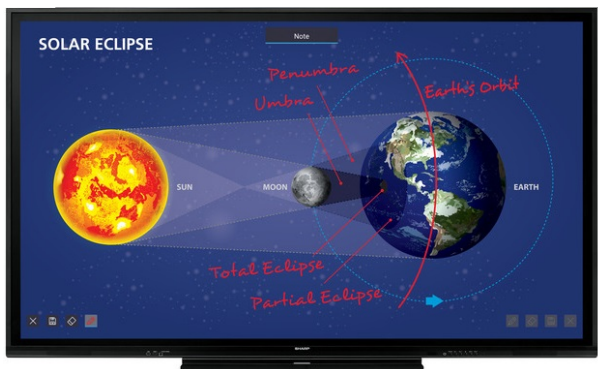 Note
SOLAR ECLIPSE
Penumbra
Umbra
Earth's Orbit
SUN
MOON
EARTH
Total Eclipse
Partial Eclipse
SHARP